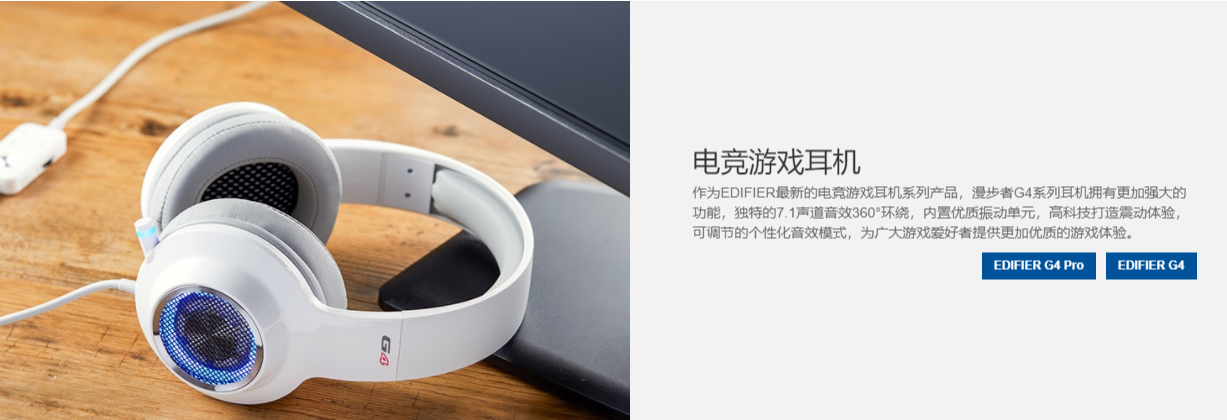 电竞游戏耳机
作为EDIFIER最新的电竞游戏耳机系列产品，漫步者G4系列耳机拥有更加强大的
功能，独特的7.1声道音效360°环绕，内置优质振动单元，高科技打造震动体验，
可调节的个性化音效模式，为广大游戏爱好者提供更加优质的游戏体验。
EDIFIER G4 Pro
EDIFIER G4
G4